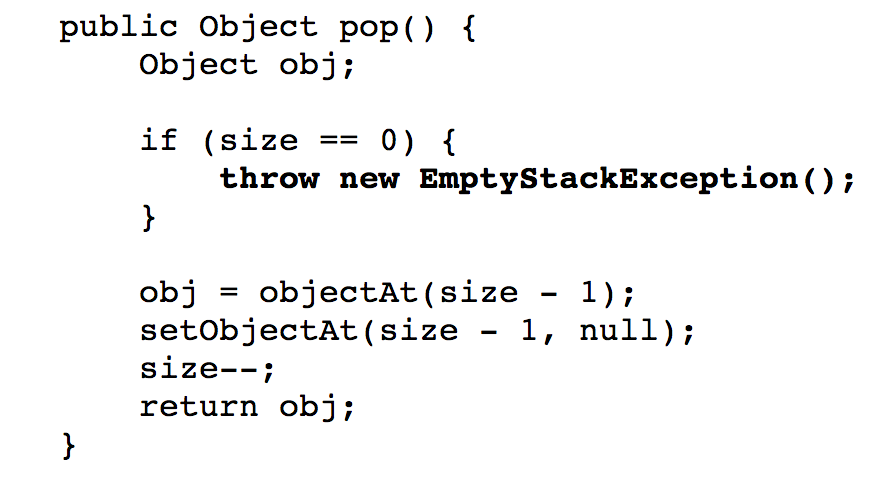 public Object pop() {
    Object obj;

    if (size == 0) {
        throw new EmptyStackException();
    }

    obj = objectAt(size - 1);
    setObjectAt(size - 1, null);
    size--;
    return obj;
}